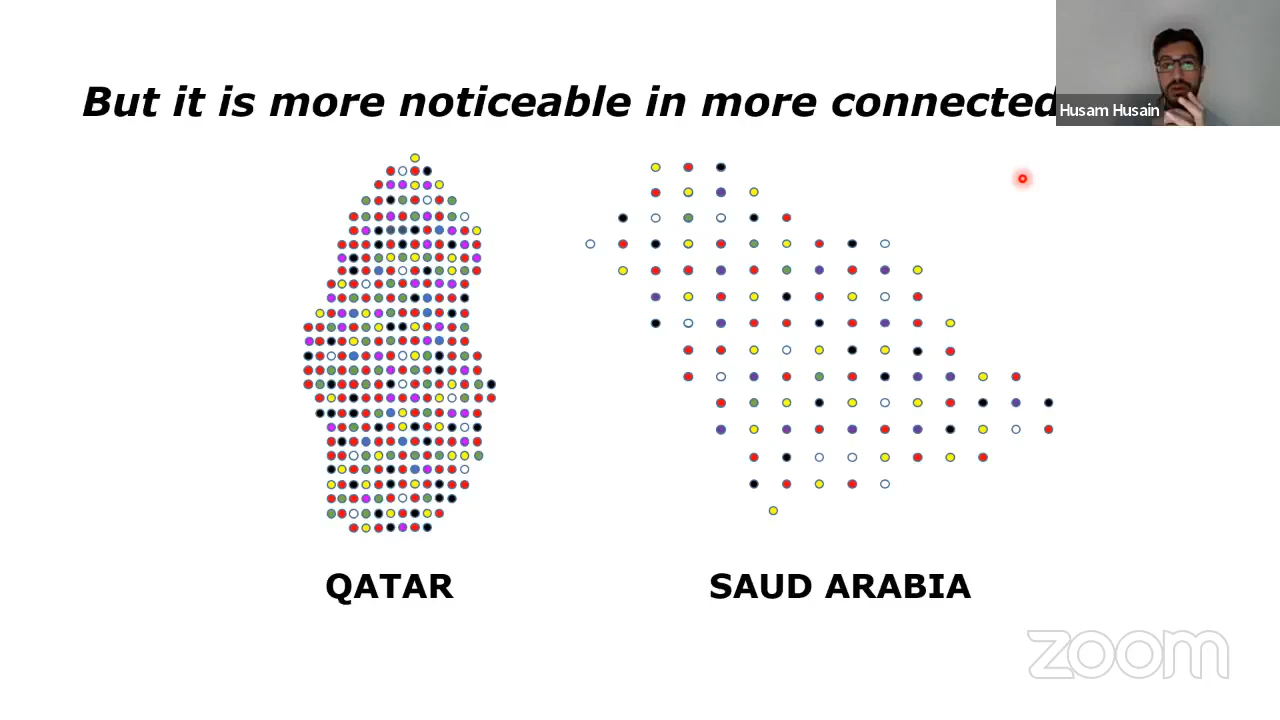 But it is more noticeable in more connected
Husam Husain
QATAR
SAUD ARABIA
zoom